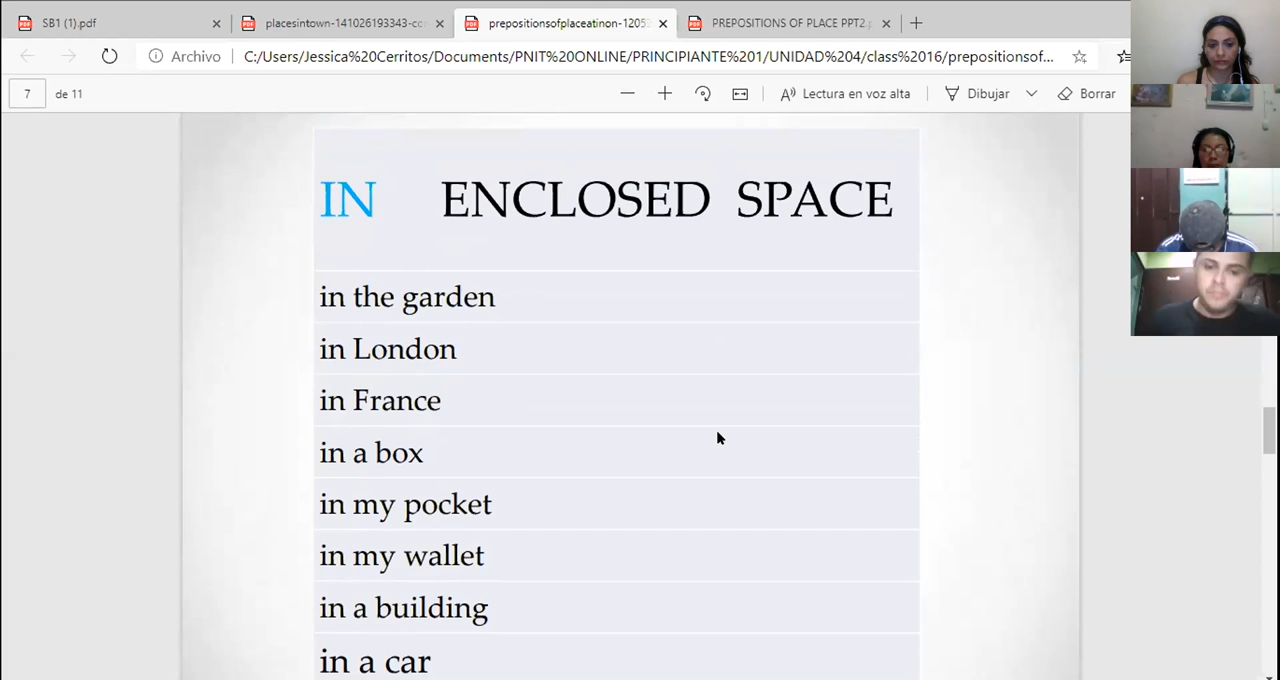 SB1 (1).pdf
placesintown-141026193343-co
prepositionsofplaceatinon-1205
PREPOSITIONS OF PLACE PPT2.p
Archivo
C:/Users/Jessica%20Cerritos/Documents/PNIT%20ONLINE/PRINCIPIANTE%201/UNIDAD%204/class%2016/prepositionsof...
7
de 11
Lectura en voz alta
Dibujar
Borrar
IN ENCLOSED SPACE
in the garden
in London
in France
in a box
in my pocket
in my wallet
in a building
in a car